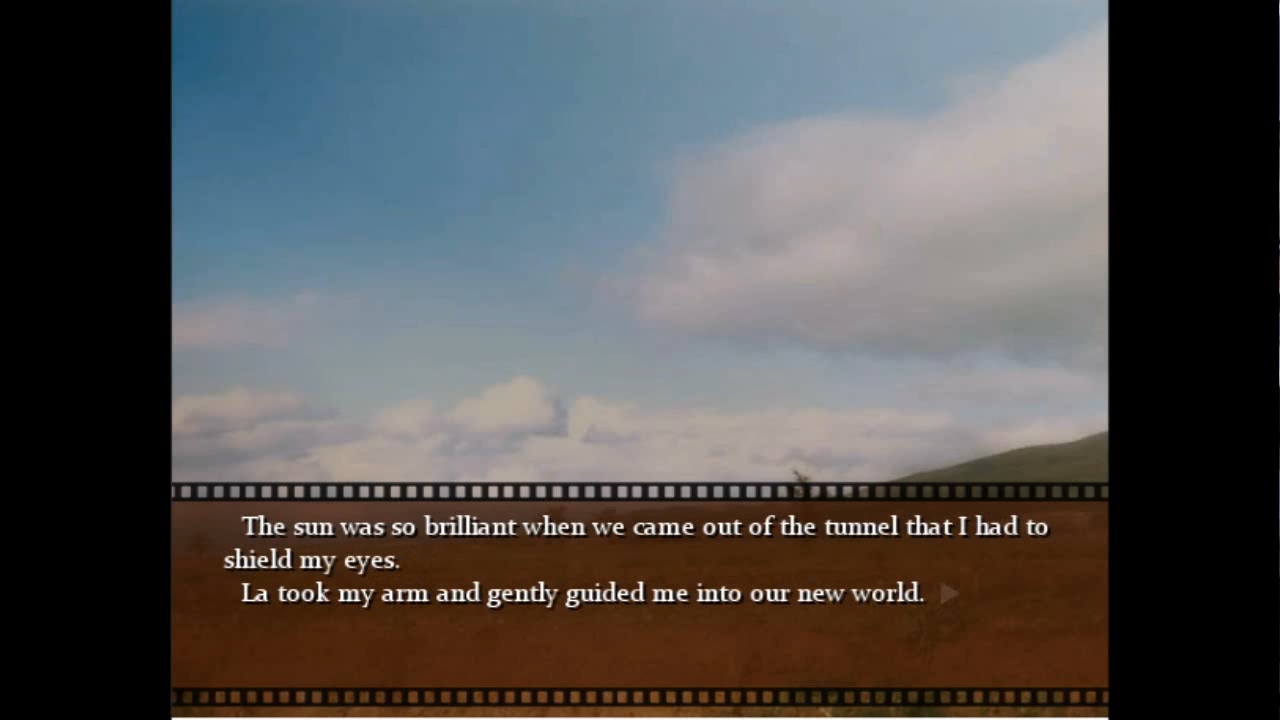 The sun was so brilliant when we came out of the tunnel that I had to
shield my eyes.
La took my arm and gently guided me into our new world.